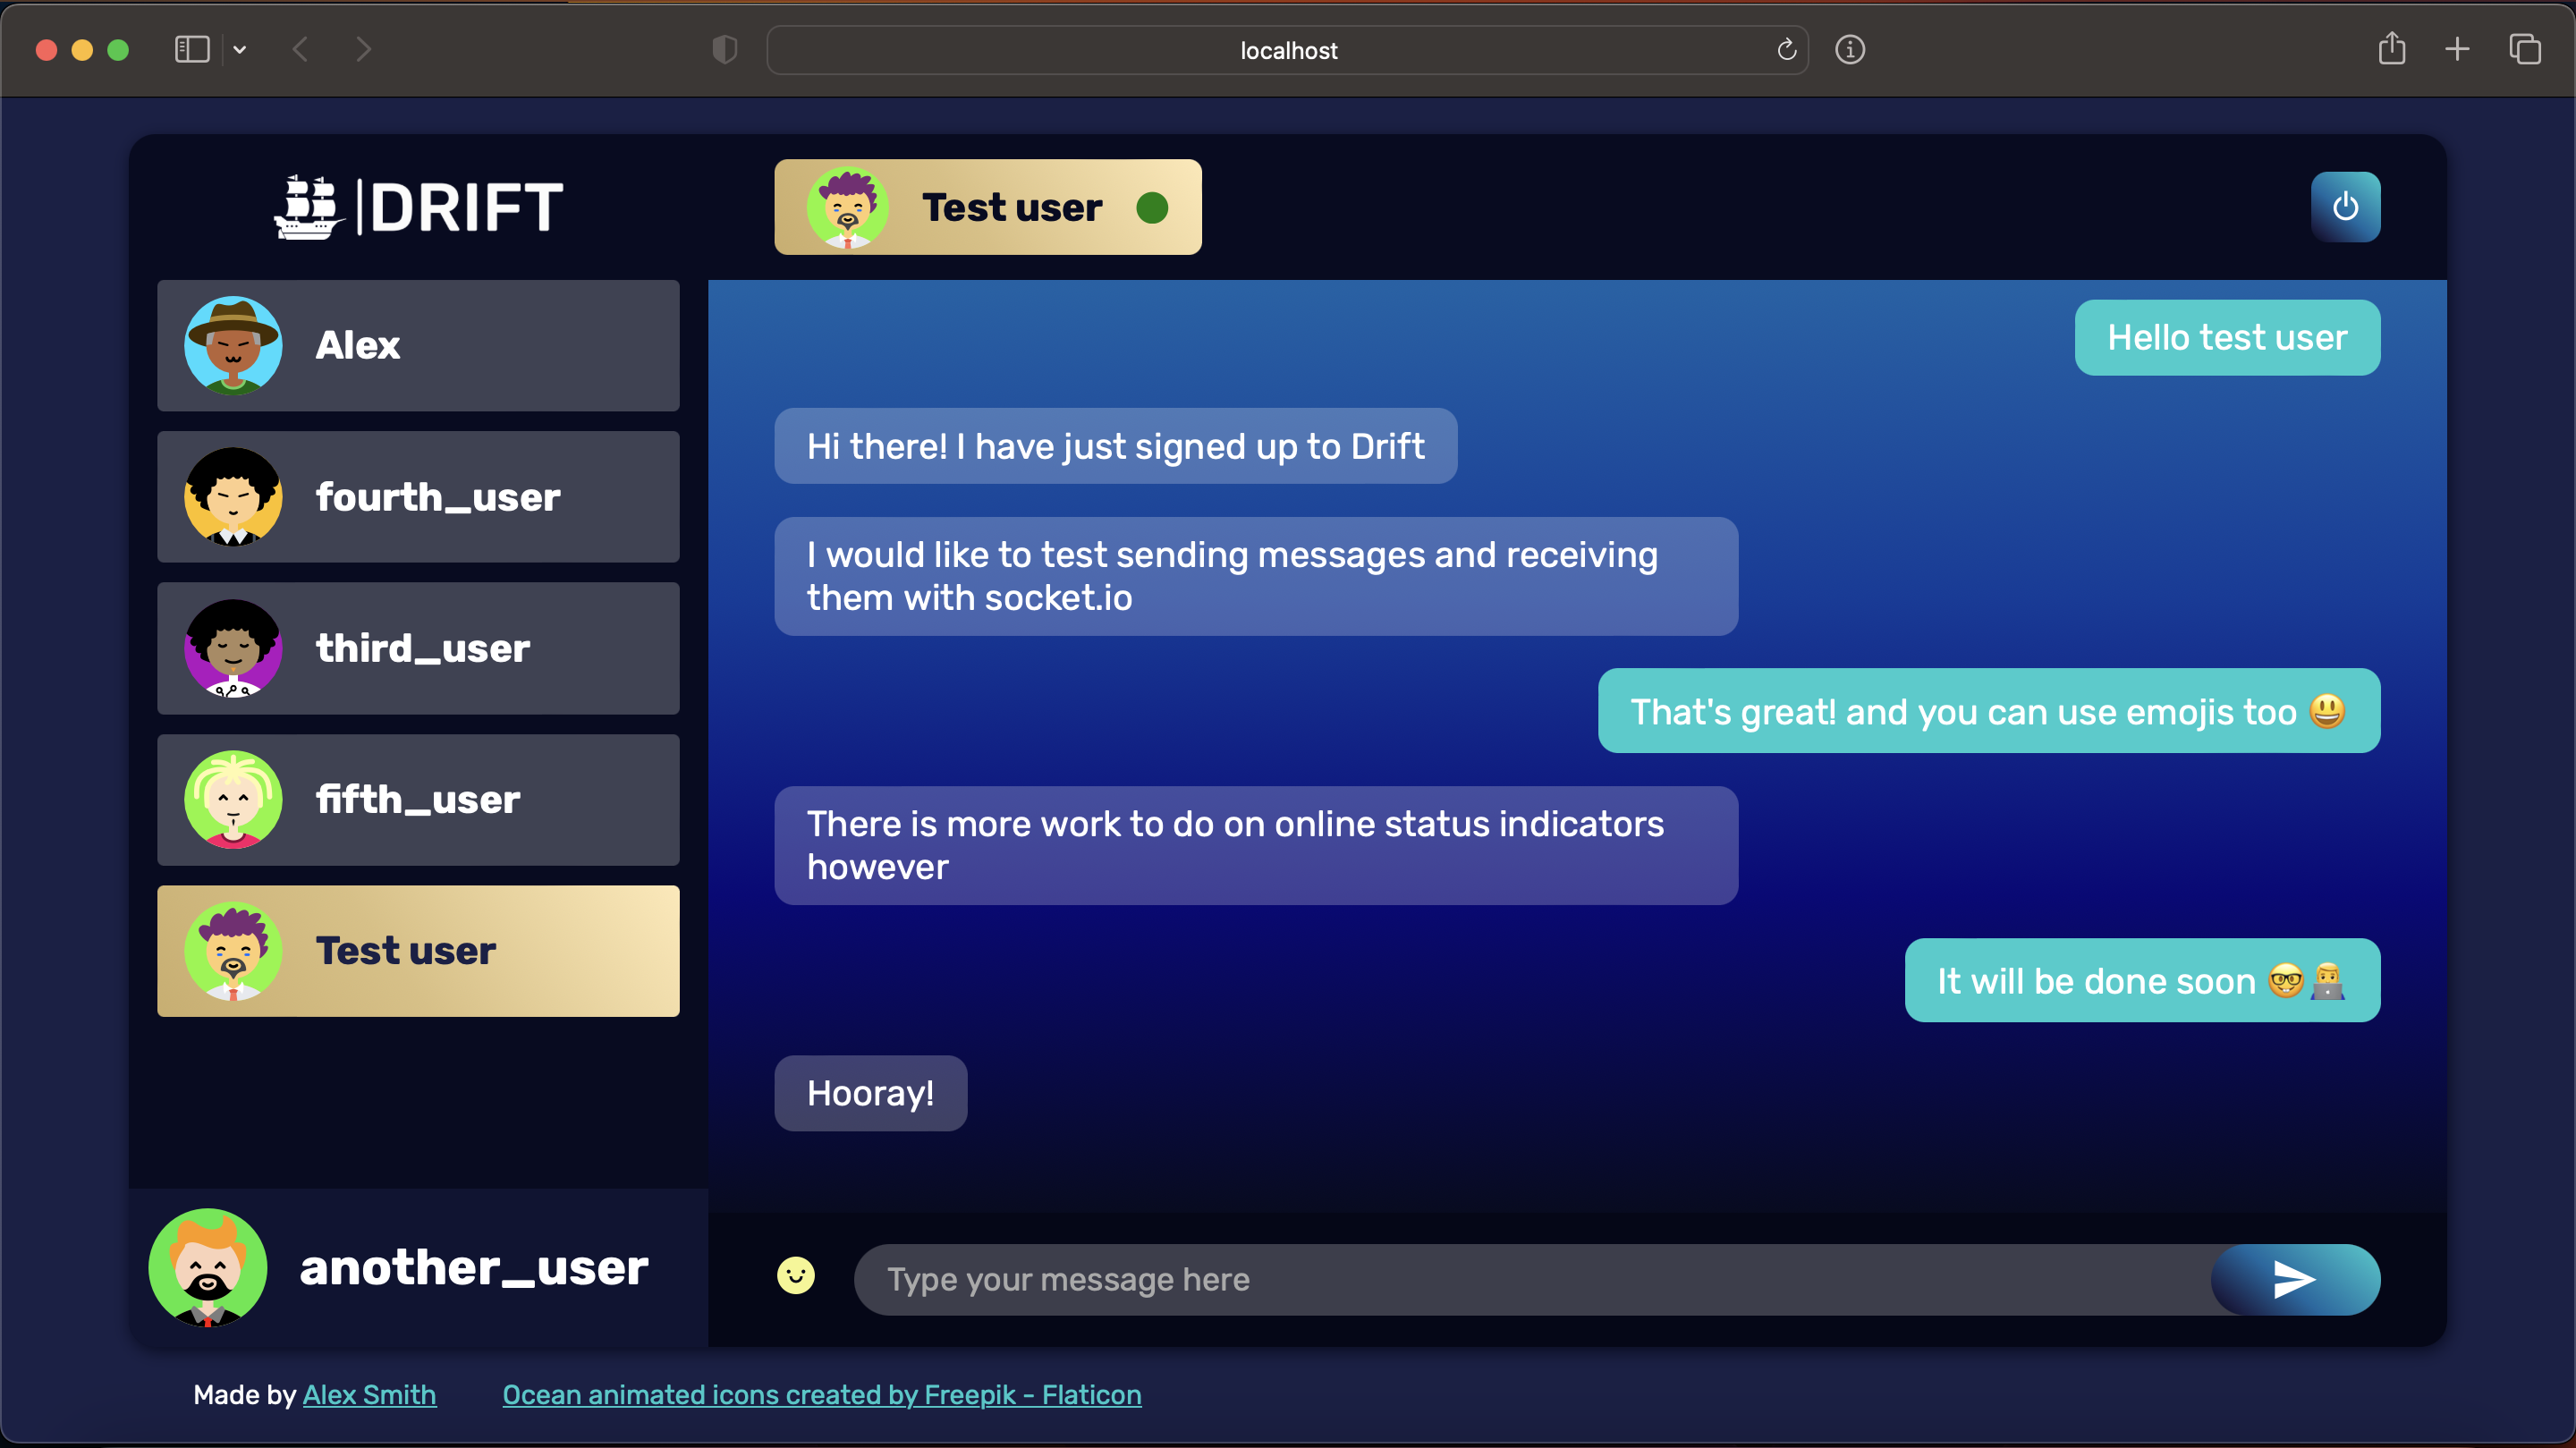 localhost
DRIFT
Test user
Alex
fourth_user
third_user
fifth_user
Test user
another_user
Hello test user
Hi there! I have just signed up to Drift
I would like to test sending messages and receiving
them with socket.io
That's great! and you can use emojis too 😃
There is more work to do on online status indicators
however
It will be done soon 🤓👨‍💻
Hooray!
Type your message here
Made by Alex Smith
Ocean animated icons created by Freepik - Flaticon